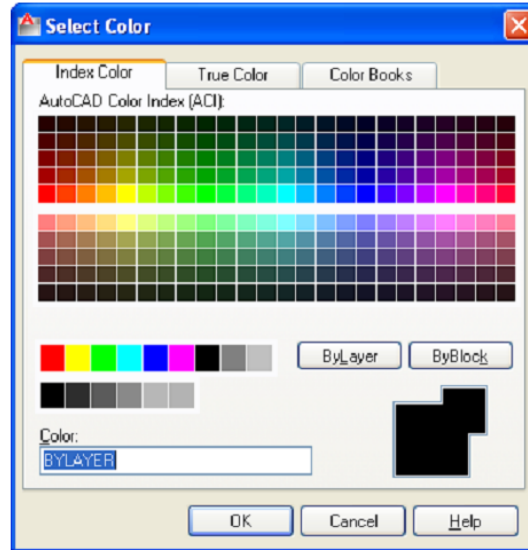 Select Color
Index Color
True Color
Color Books
AutoCAD Color Index (ACI):
ByLayer
ByBlock
Color:
BYLAYER
OK
Cancel
Help